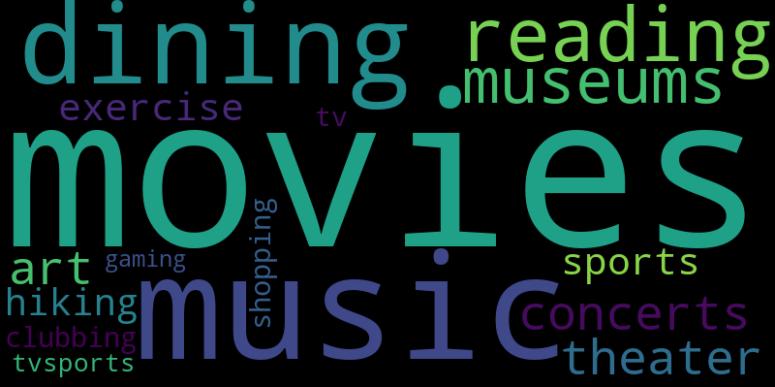 dining
reading
museums
exercise
tv
movies
art
gaming
shopping
sports
hiking
music
concerts
clubbing
theater
tvsports